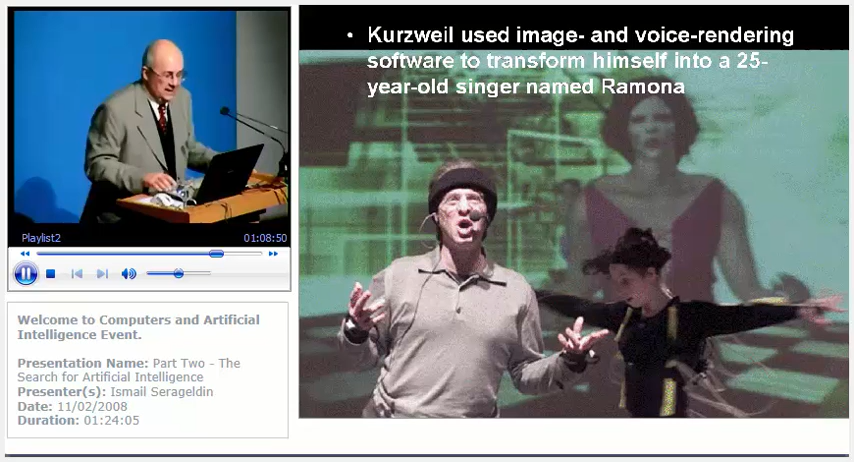 Playlist2
01:08:50
Welcome to Computers and Artificial
Intelligence Event.
Presentation Name: Part Two - The
Search for Artificial Intelligence
Presenter(s): Ismail Serageldin
Date: 11/02/2008
Duration: 01:24:05
• Kurzweil used image- and voice-rendering
software to transform himself into a 25-
year-old singer named Ramona